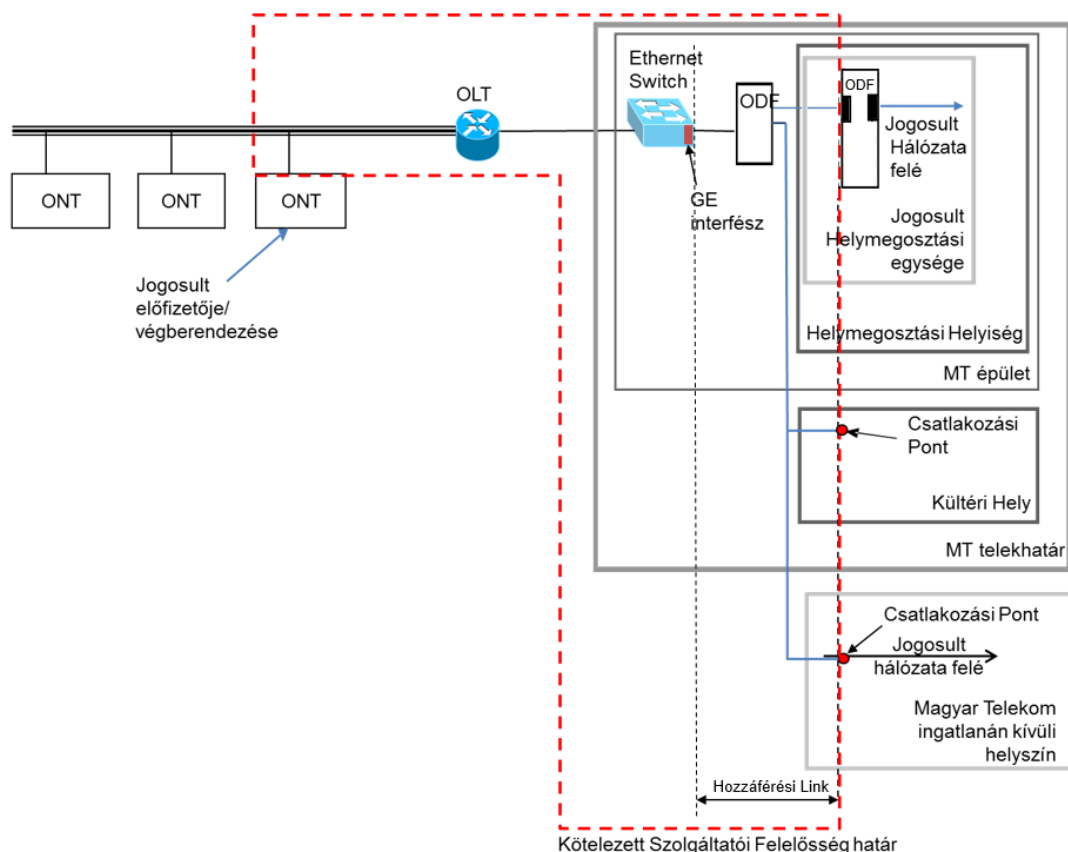 Ethernet
Switch
OLT
ODF
ODF
Jogosult
Hálózata
felé
ONT
ONT
ONT
GE
interfész
Jogosult
Helymegosztási
egysége
Jogosult
előfizetője/
végberendezése
Helymegosztási Helyiség
MT épület
Csatlakozási
Pont
Kültéri Hely
MT telekhatár
Csatlakozási Pont
Jogosult
hálózata felé
Magyar Telekom
ingatlanán kívüli
helyszín
Hozzáférési Link
Kötelezett Szolgáltatói Felelősség határ